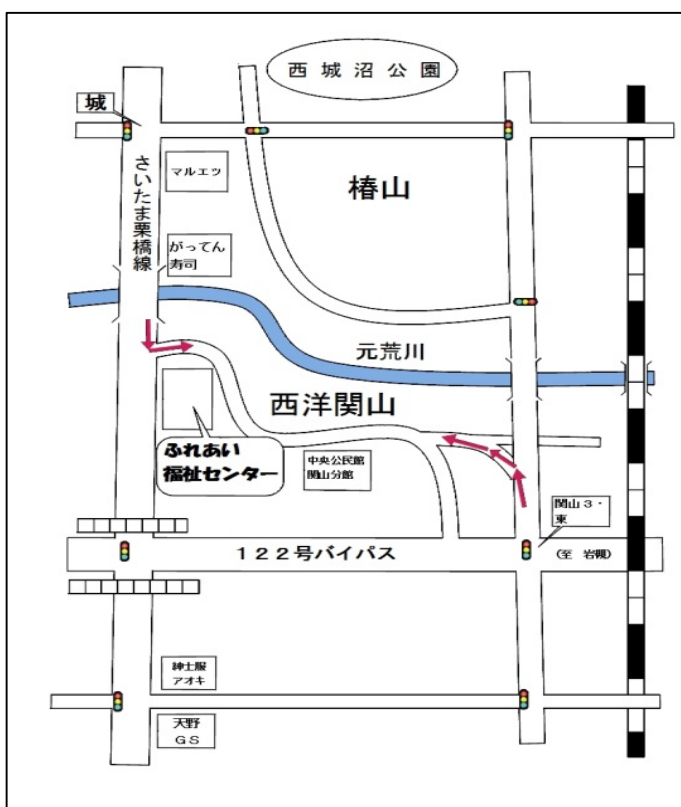 西城沼公園
城
さいたま栗橋線
マルエツ
椿山
がってん
寿司
元荒川
西洋関山
ふれあい
福祉センター
中央公民館
関山分館
関山３・
東
１２２号バイパス
（至 岩槻）
紳士服
アオキ
天野
ＧＳ